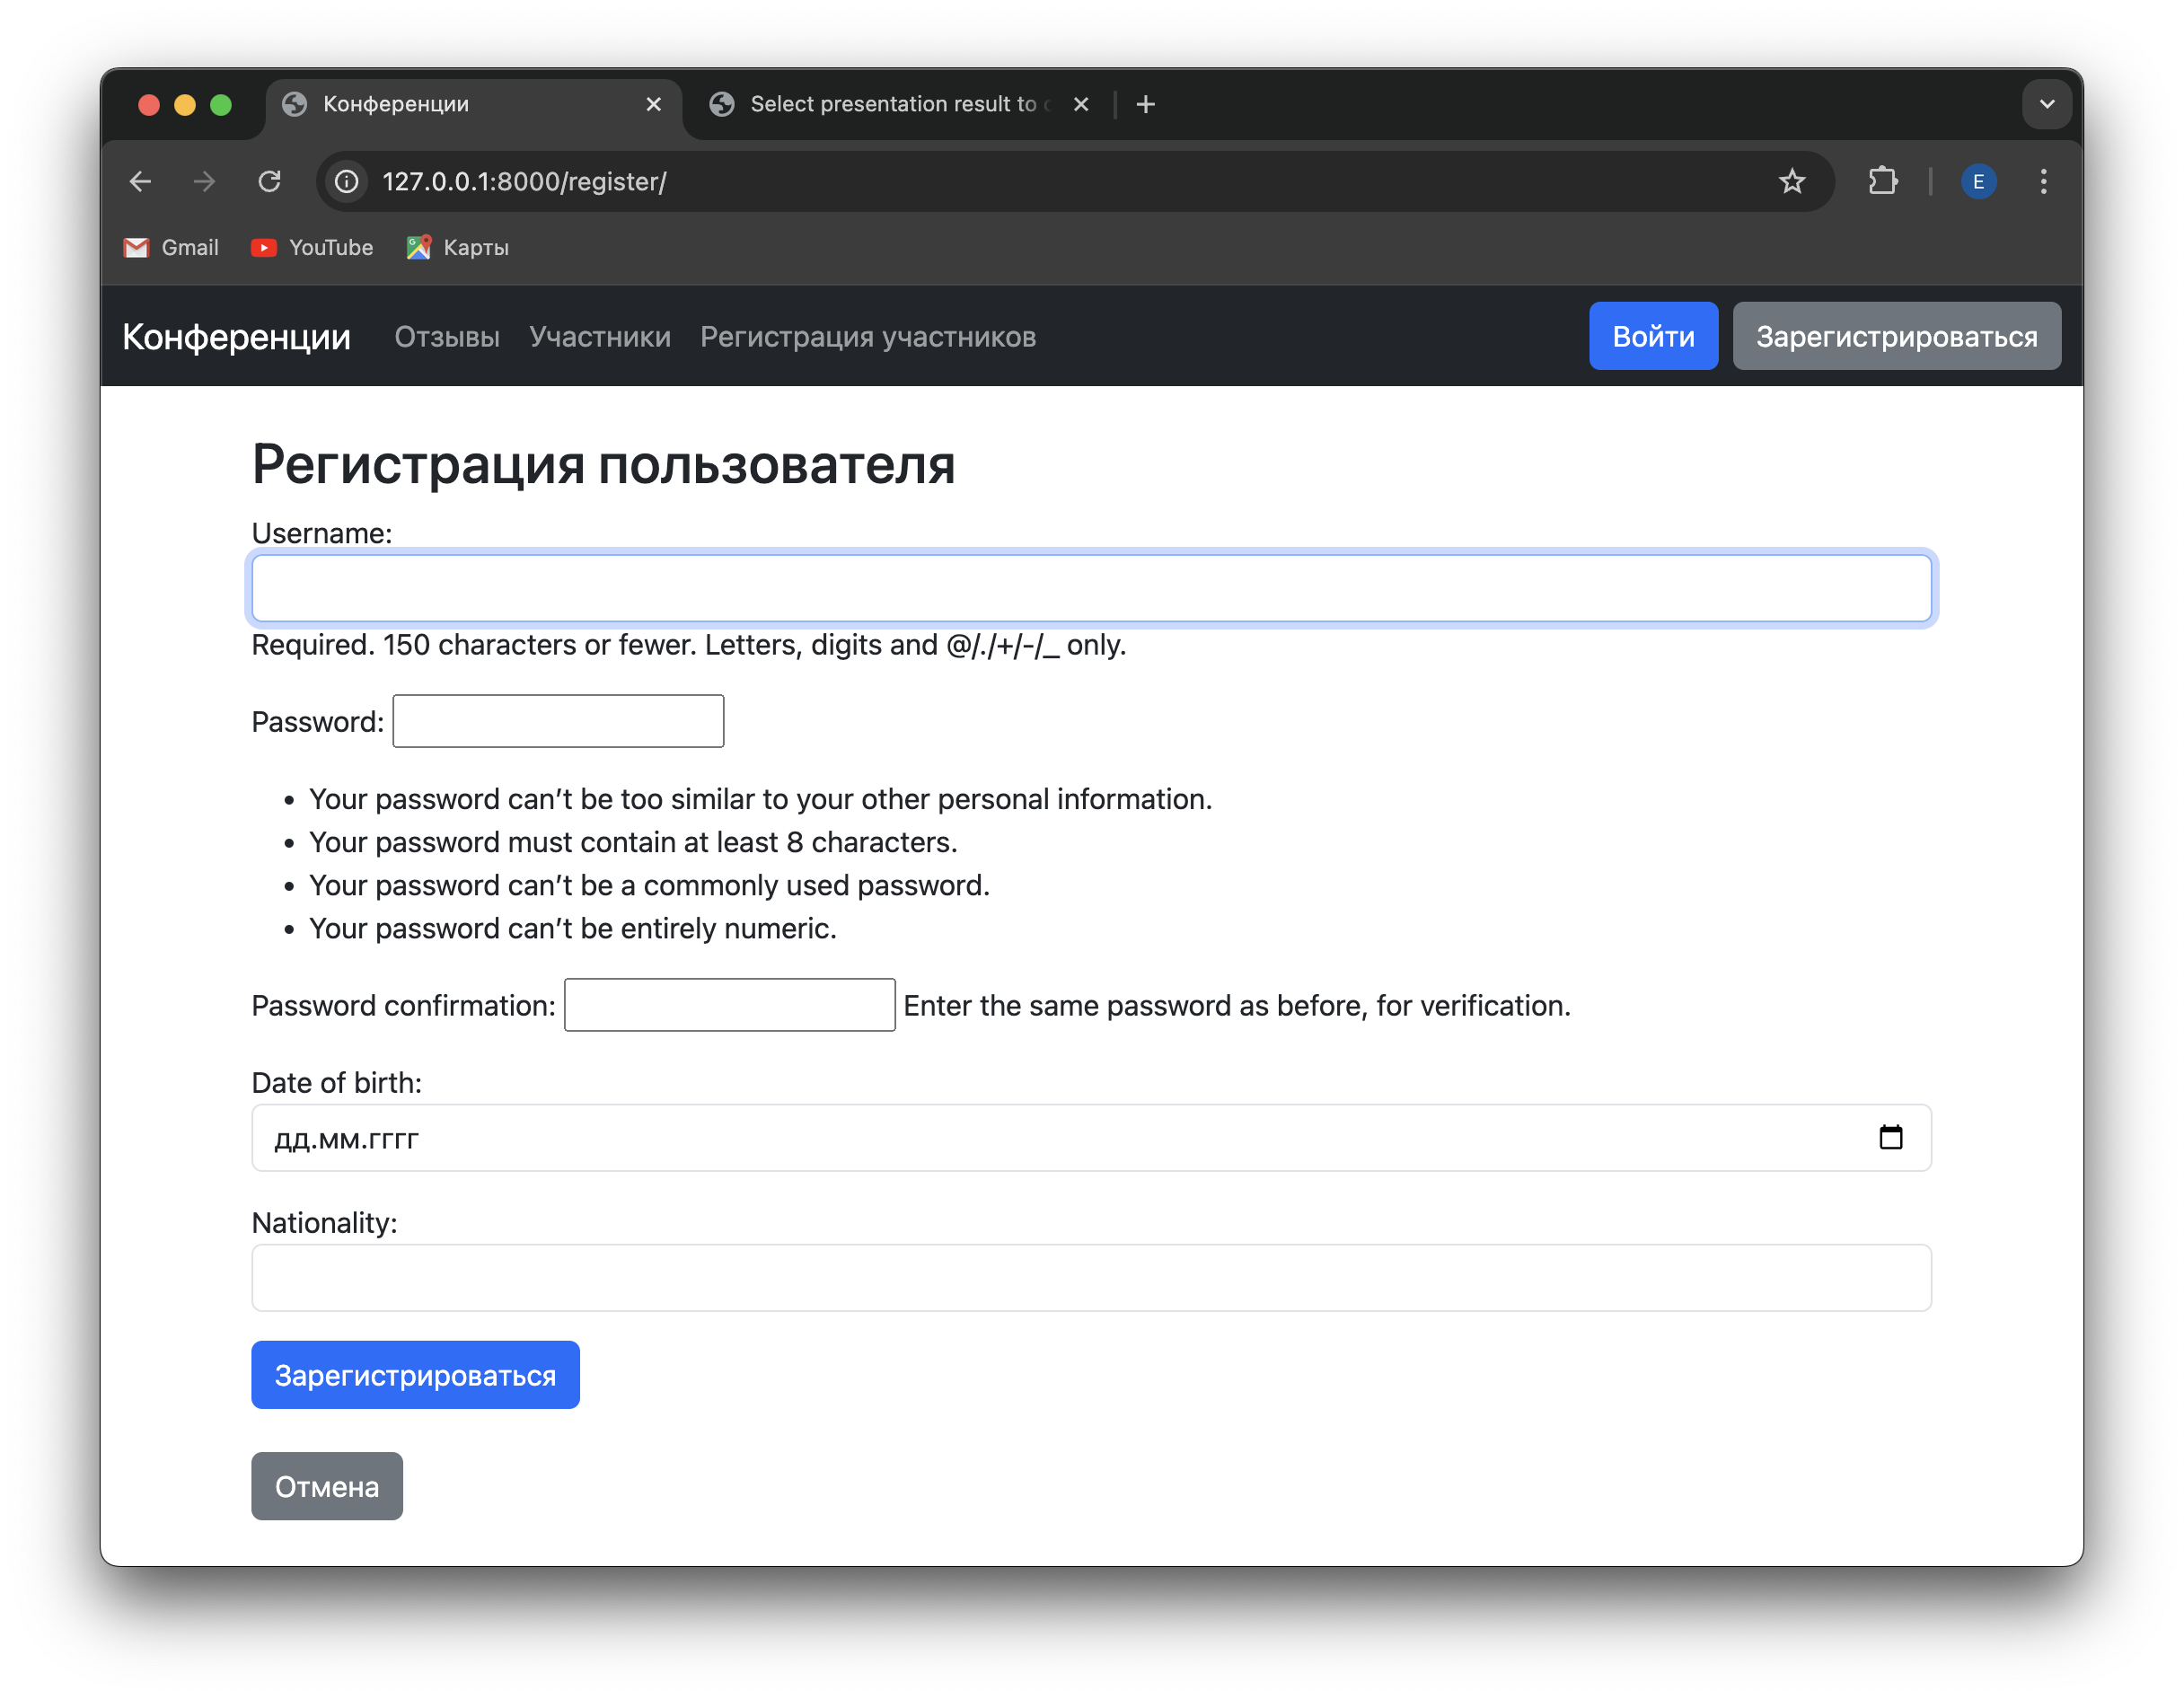 Конференции
Select presentation result to
127.0.0.1:8000/register/
E
Gmail YouTube Карты
Конференции Отзывы Участники Регистрация участников Войти Зарегистрироваться
Регистрация пользователя
Username:
Required. 150 characters or fewer. Letters, digits and @/./+/-/_ only.
Password:
Your password can’t be too similar to your other personal information.
Your password must contain at least 8 characters.
Your password can’t be a commonly used password.
Your password can’t be entirely numeric.
Password confirmation: Enter the same password as before, for verification.
Date of birth:
дд.мм.гггг
Nationality:
Зарегистрироваться
Отмена